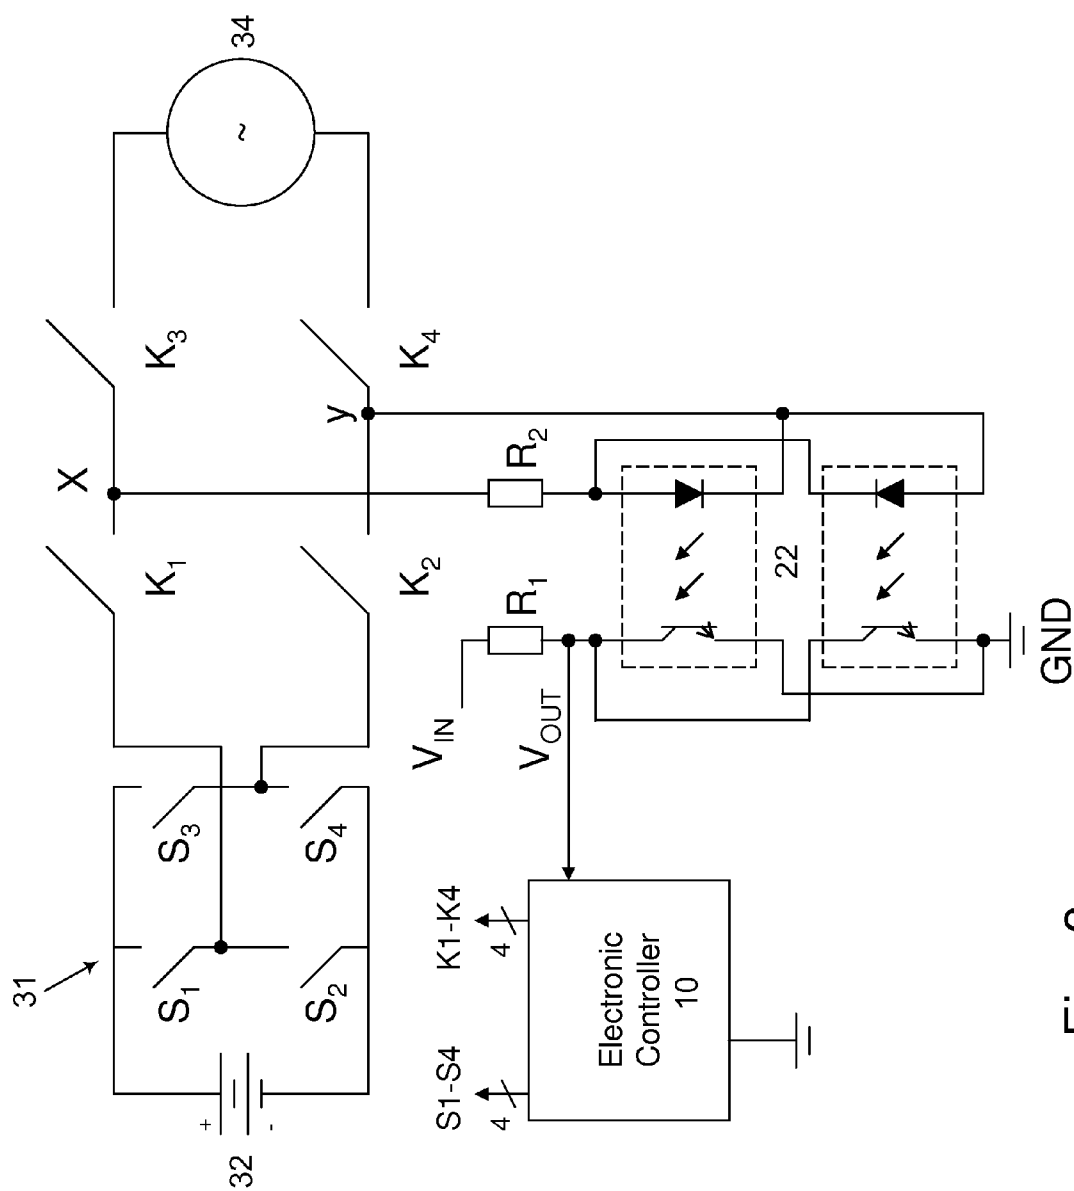 34
~
K3
K4
X
y
R2
K1
K2
R1
22
GND
VIN
VOUT
S3
S4
31
S1
S2
K1-K4
4
S1-S4
4
Electronic
Controller
10
+
-
32